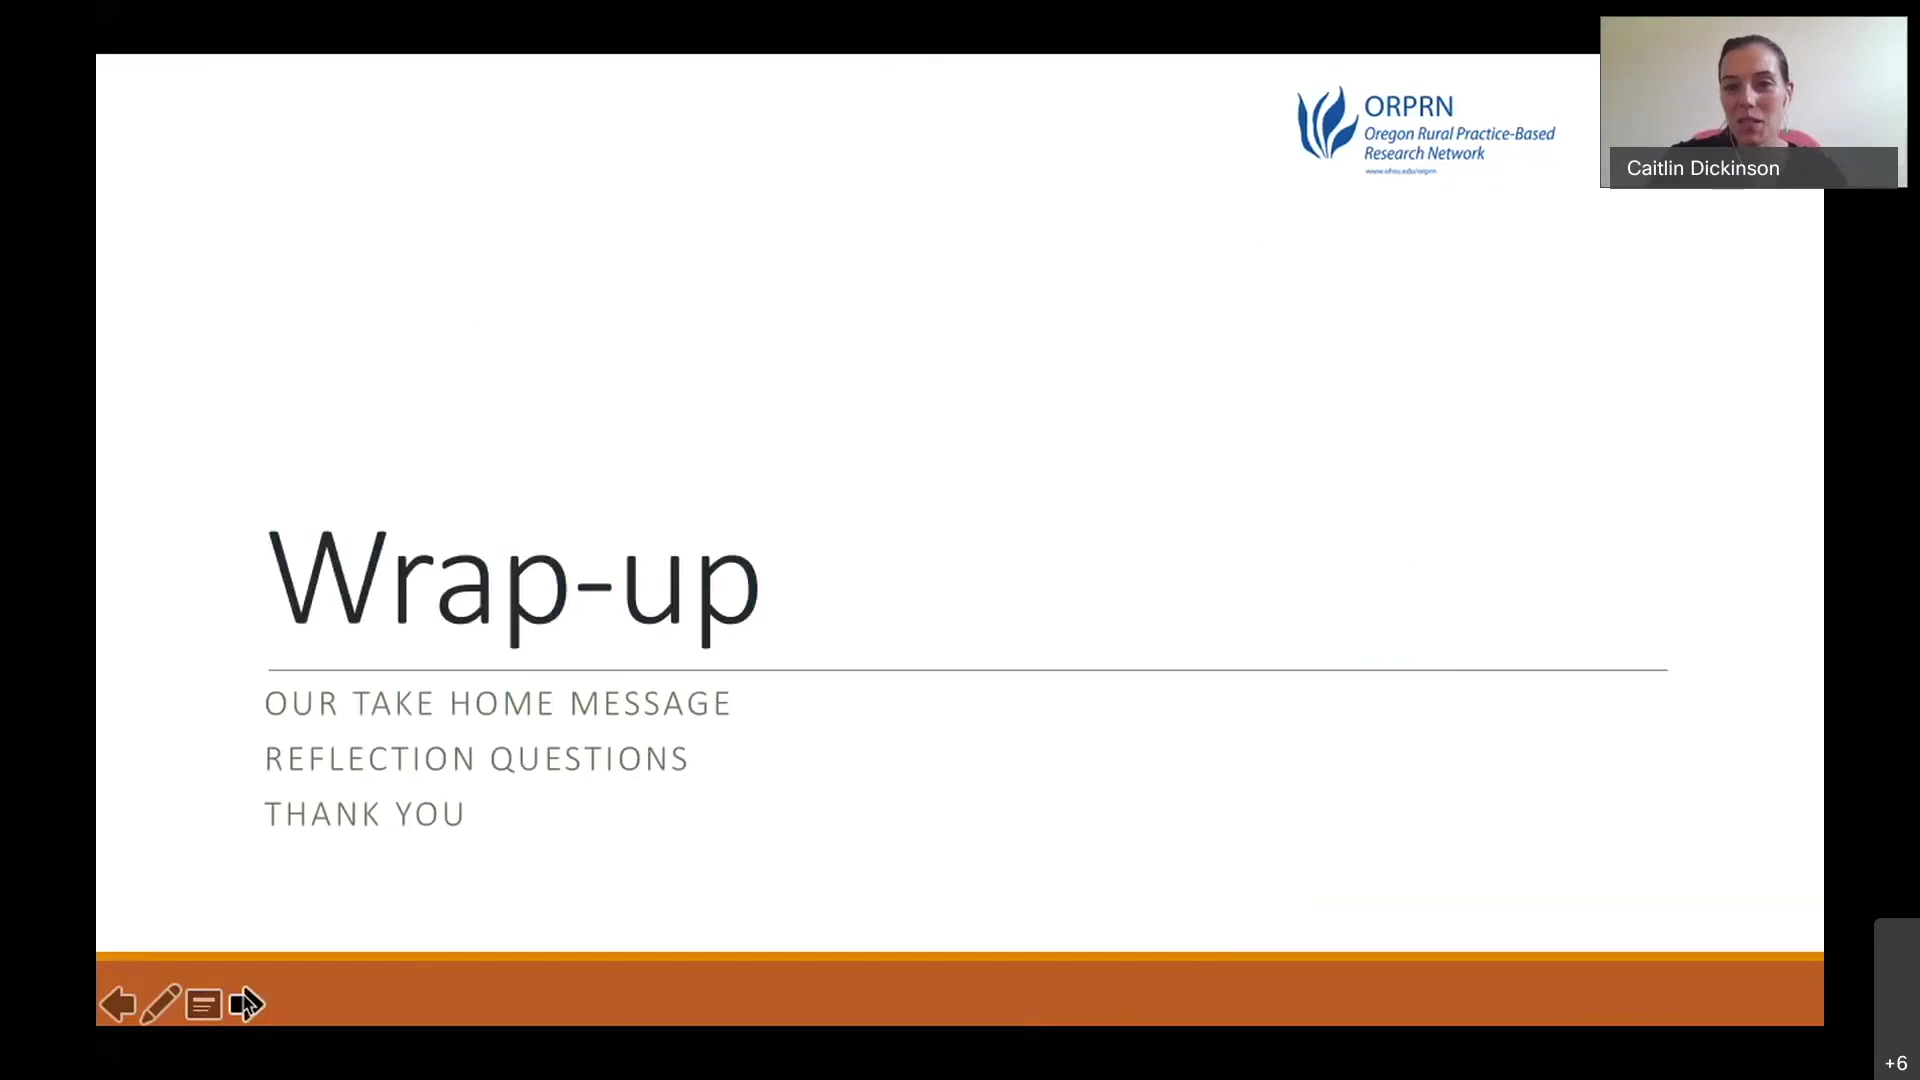 ORPRN
Oregon Rural Practice-Based
Research Network
www.ohsu.edu/orprn
Caitlin Dickinson
Wrap-up
OUR TAKE HOME MESSAGE
REFLECTION QUESTIONS
THANK YOU
+6